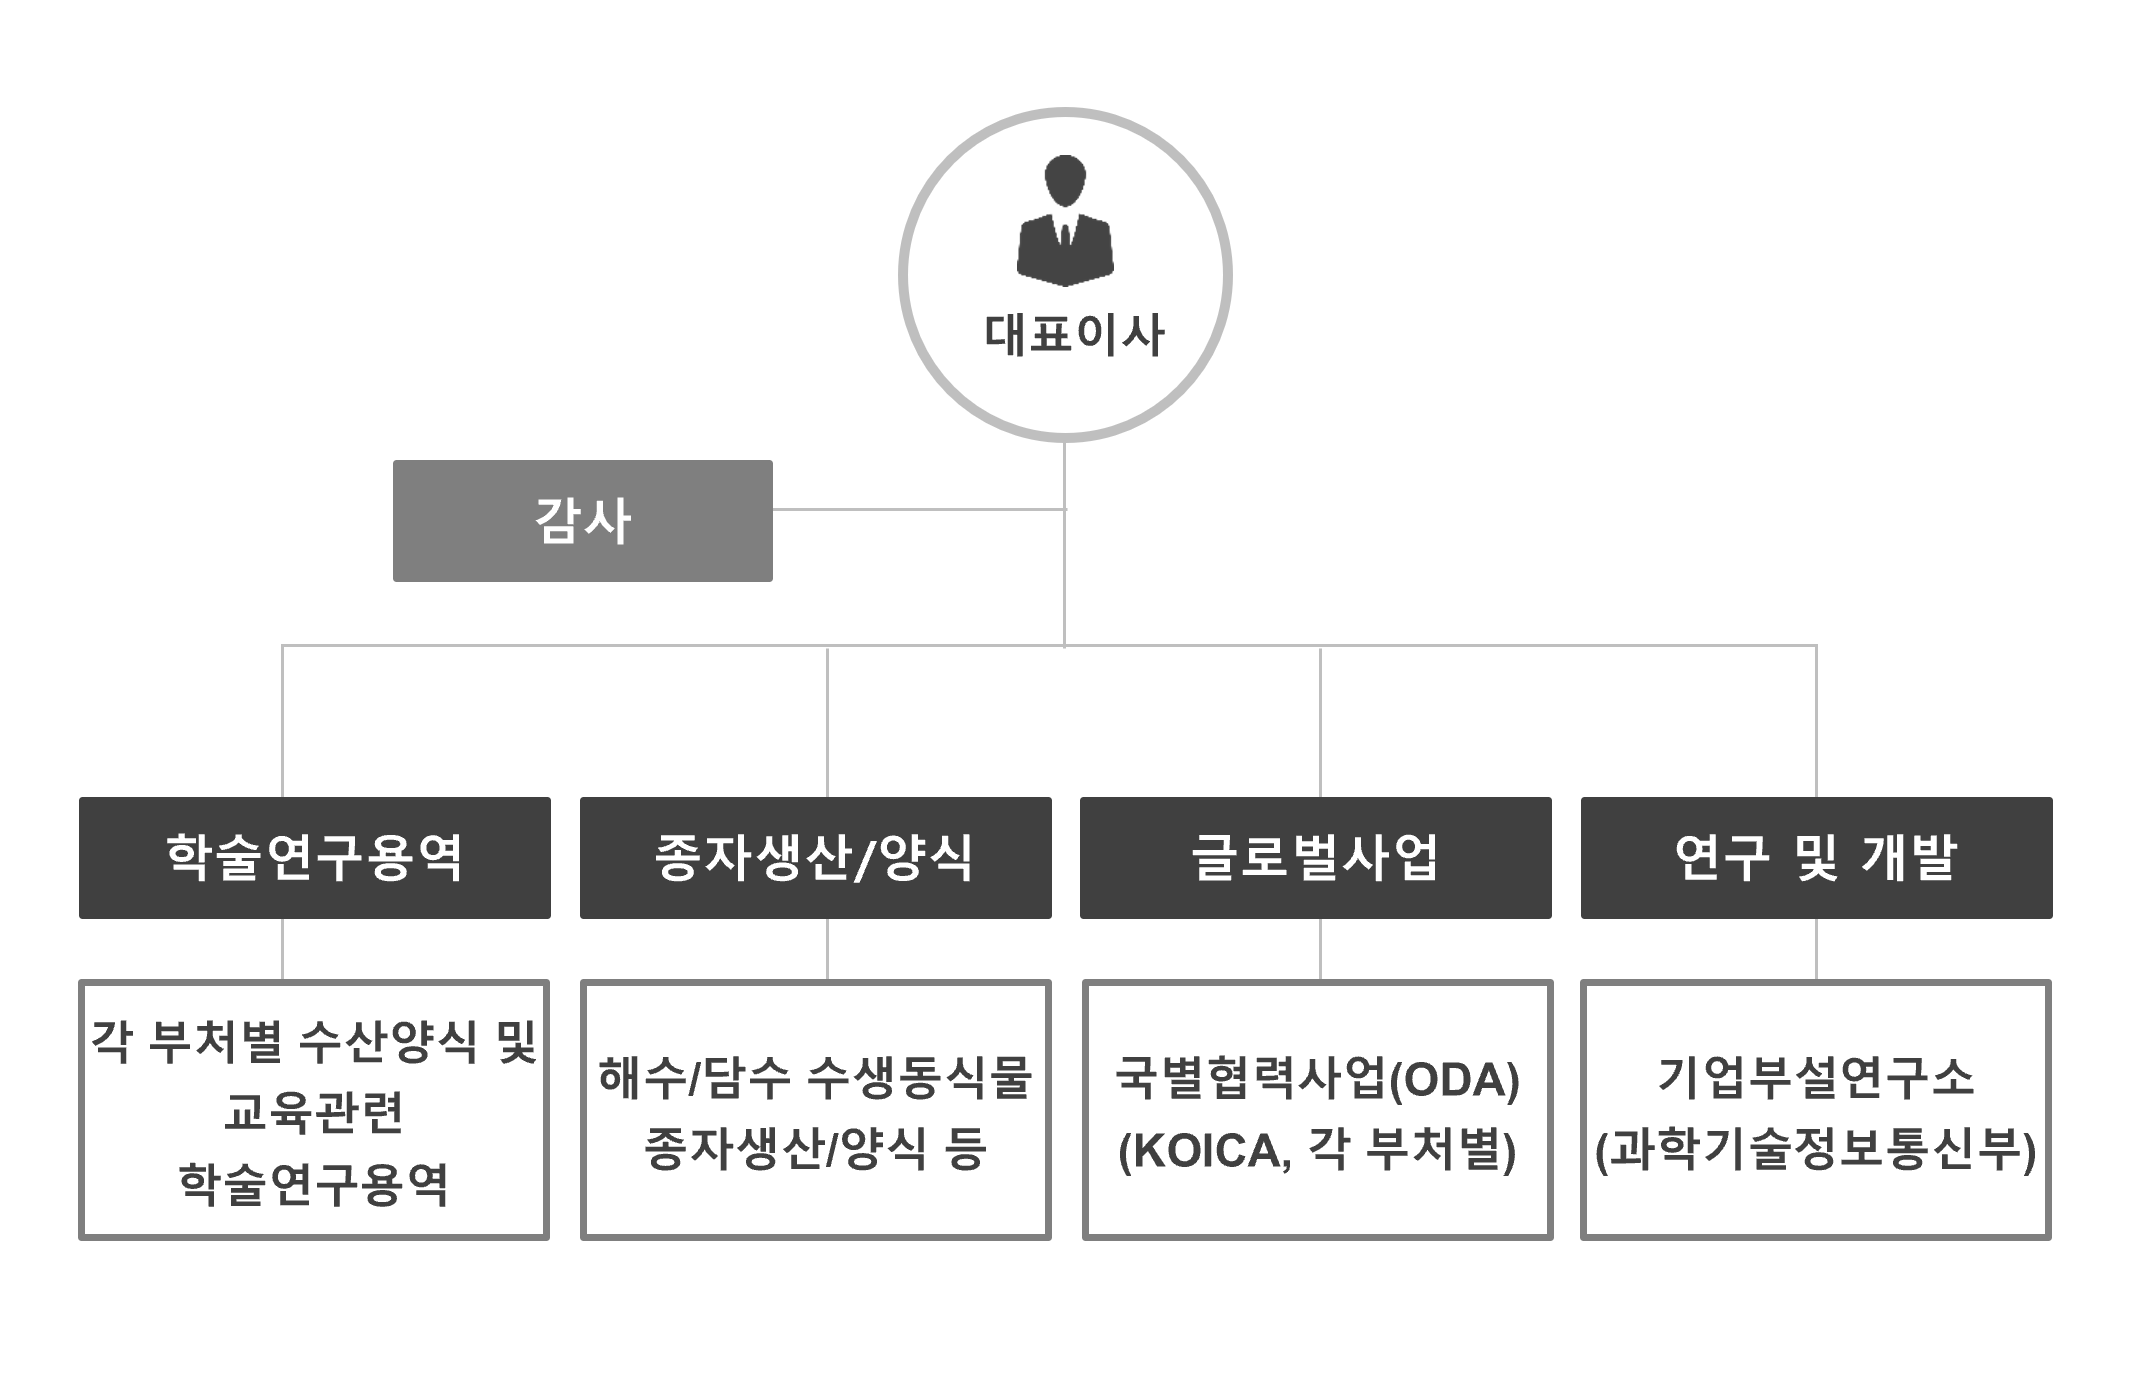 대표이사
감사
학술연구용역
종자생산/양식
글로벌사업
연구 및 개발
각 부처별 수산양식 및
교육관련
학술연구용역
해수/담수 수생동식물
종자생산/양식 등
국별협력사업(ODA)
(KOICA, 각 부처별)
기업부설연구소
(과학기술정보통신부)